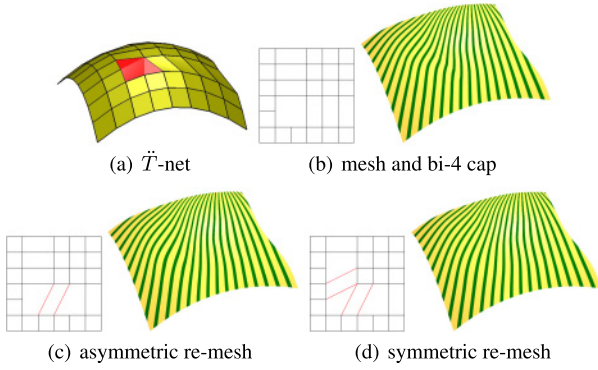 (a) T̈-net
(b) mesh and bi-4 cap
(c) asymmetric re-mesh
(d) symmetric re-mesh